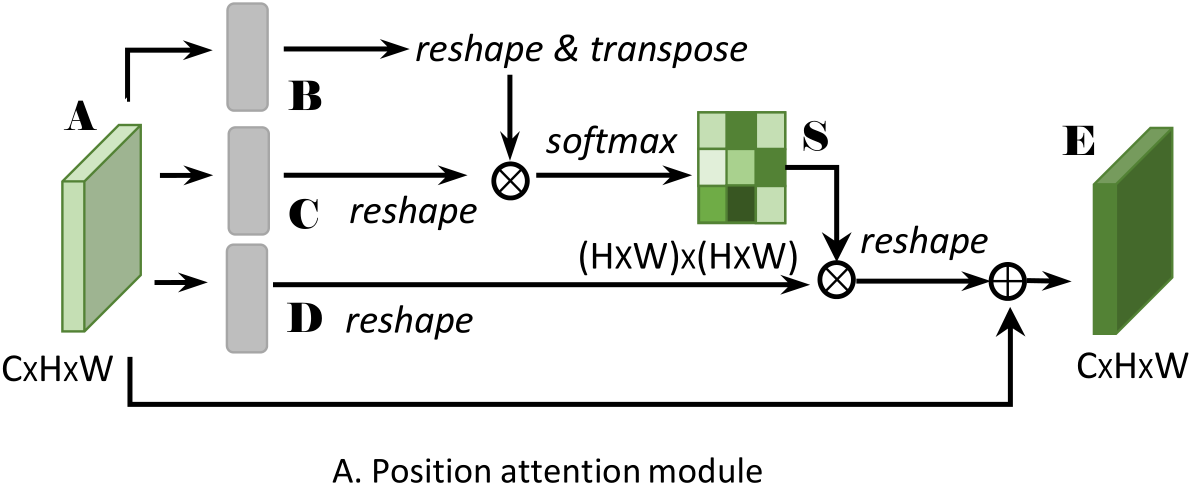 reshape & transpose
B
A
softmax
S
E
C
reshape
(HxW)x(HxW)
reshape
D
reshape
CxHxW
CxHxW
A. Position attention module